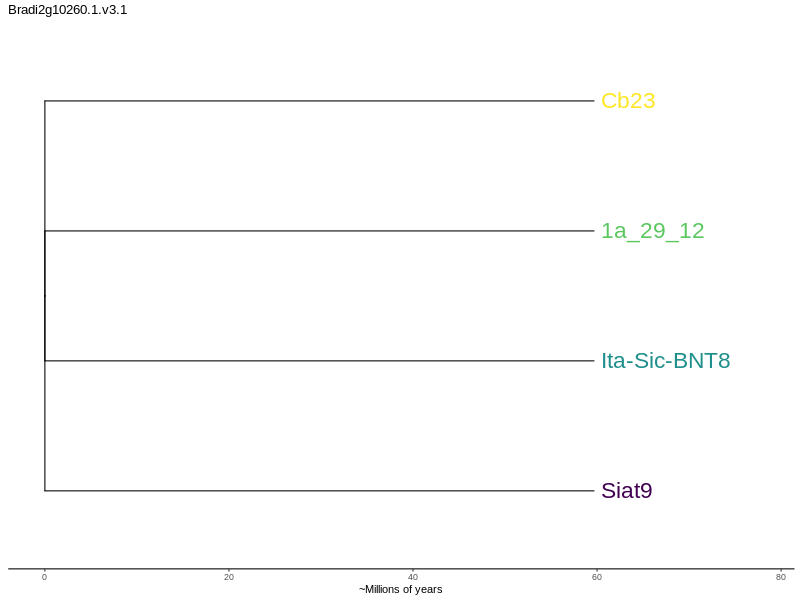 Bradi2g10260.1.v3.1
Cb23
1a_29_12
Ita-Sic-BNT8
Siat9
0 20 40 60 80
~Millions of years